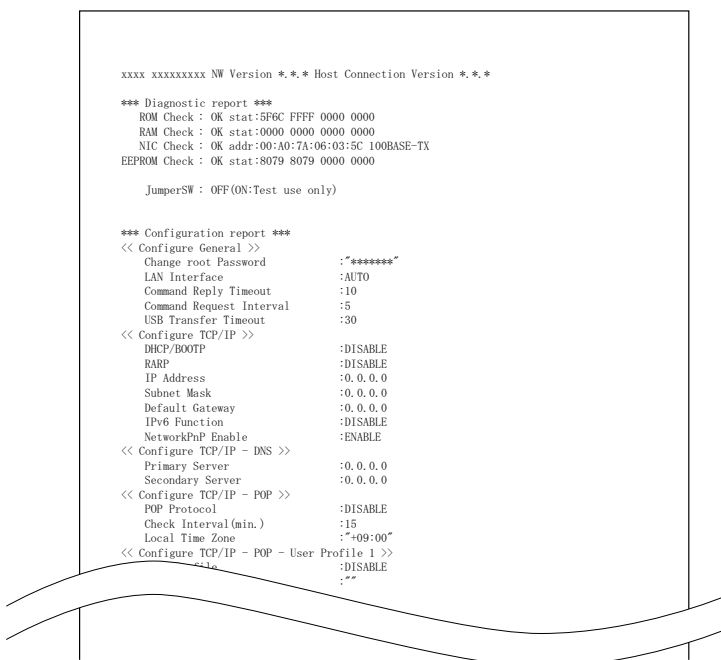 xxxx xxxxxxxxx NW Version *.*.* Host Connection Version *.*.*
*** Diagnostic report ***
ROM Check : OK stat:5F6C FFFF 0000 0000
RAM Check : OK stat:0000 0000 0000 0000
NIC Check : OK addr:00:A0:7A:06:03:5C 100BASE-TX
EEPROM Check : OK stat:8079 8079 0000 0000
JumperSW : OFF(ON:Test use only)
*** Configuration report ***
<< Configure General >>
Change root Password :"*******"
LAN Interface :AUTO
Command Reply Timeout :10
Command Request Interval :5
USB Transfer Timeout :30
<< Configure TCP/IP >>
DHCP/BOOTP :DISABLE
RARP :DISABLE
IP Address :0.0.0.0
Subnet Mask :0.0.0.0
Default Gateway :0.0.0.0
IPv6 Function :DISABLE
NetworkPnP Enable :ENABLE
<< Configure TCP/IP - DNS >>
Primary Server :0.0.0.0
Secondary Server :0.0.0.0
<< Configure TCP/IP - POP >>
POP Protocol :DISABLE
Check Interval(min.) :15
Local Time Zone :"+09:00"
<< Configure TCP/IP - POP - User Profile 1 >>
:DISABLE
:""